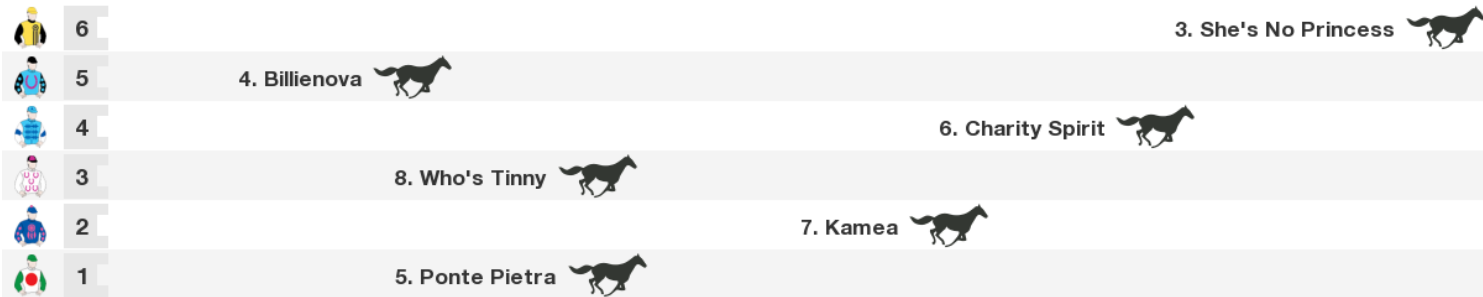 6 3. She's No Princess
5 4. Billienova
4 6. Charity Spirit
3 8. Who's Tinny
2 7. Kamea
1 5. Ponte Pietra